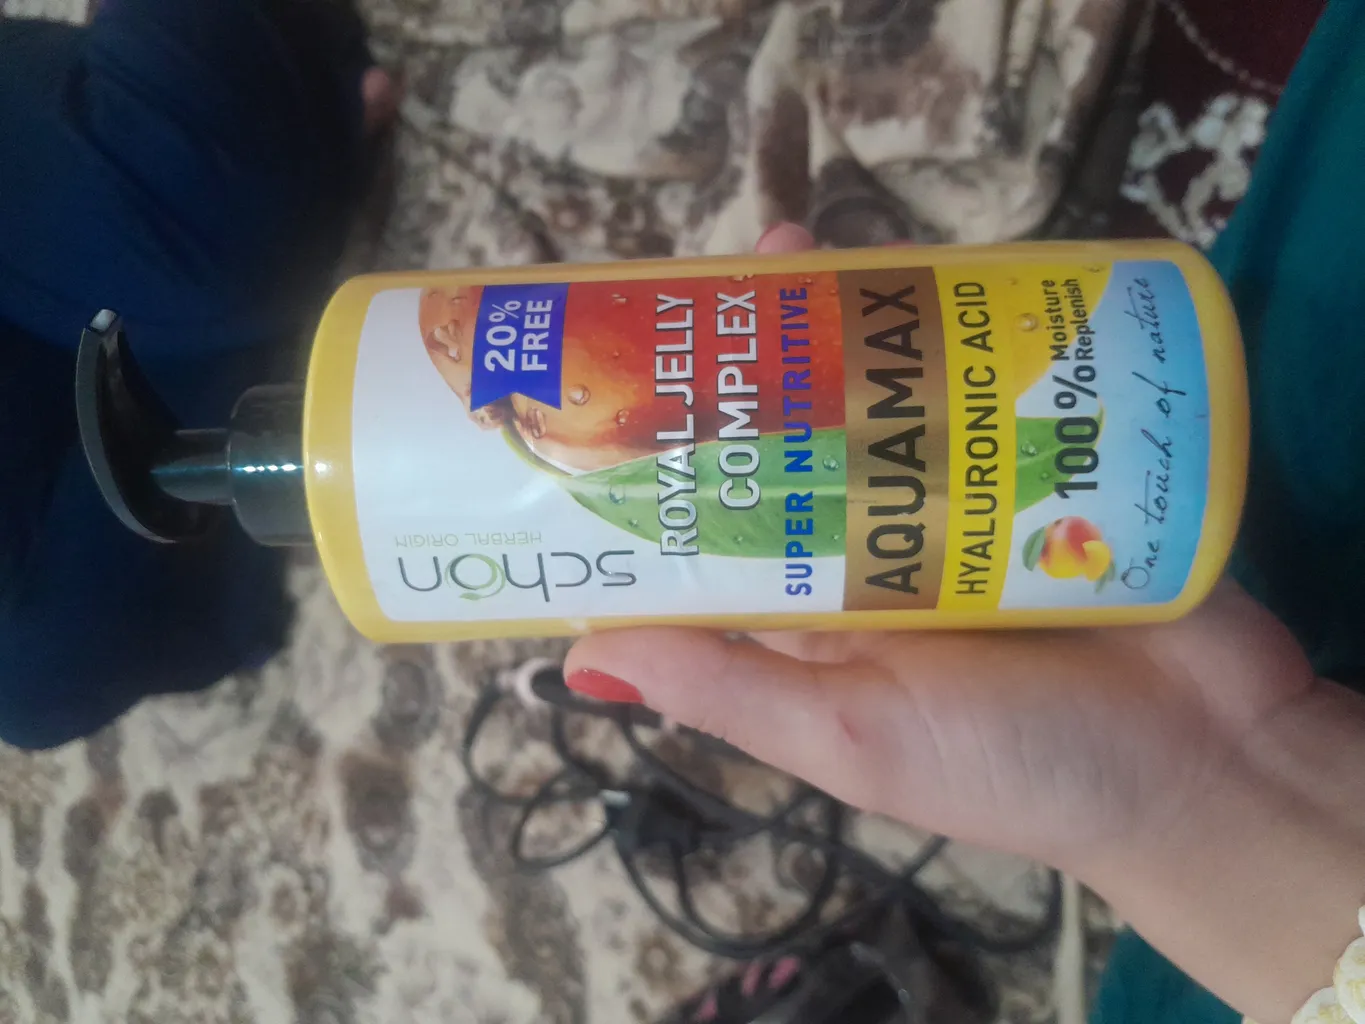 schon
HERBAL ORIGIN
20%
FREE
ROYAL JELLY
COMPLEX
SUPER NUTRITIVE
AQUAMAX
HYALURONIC ACID
100% Moisture
Replenish
One touch of nature